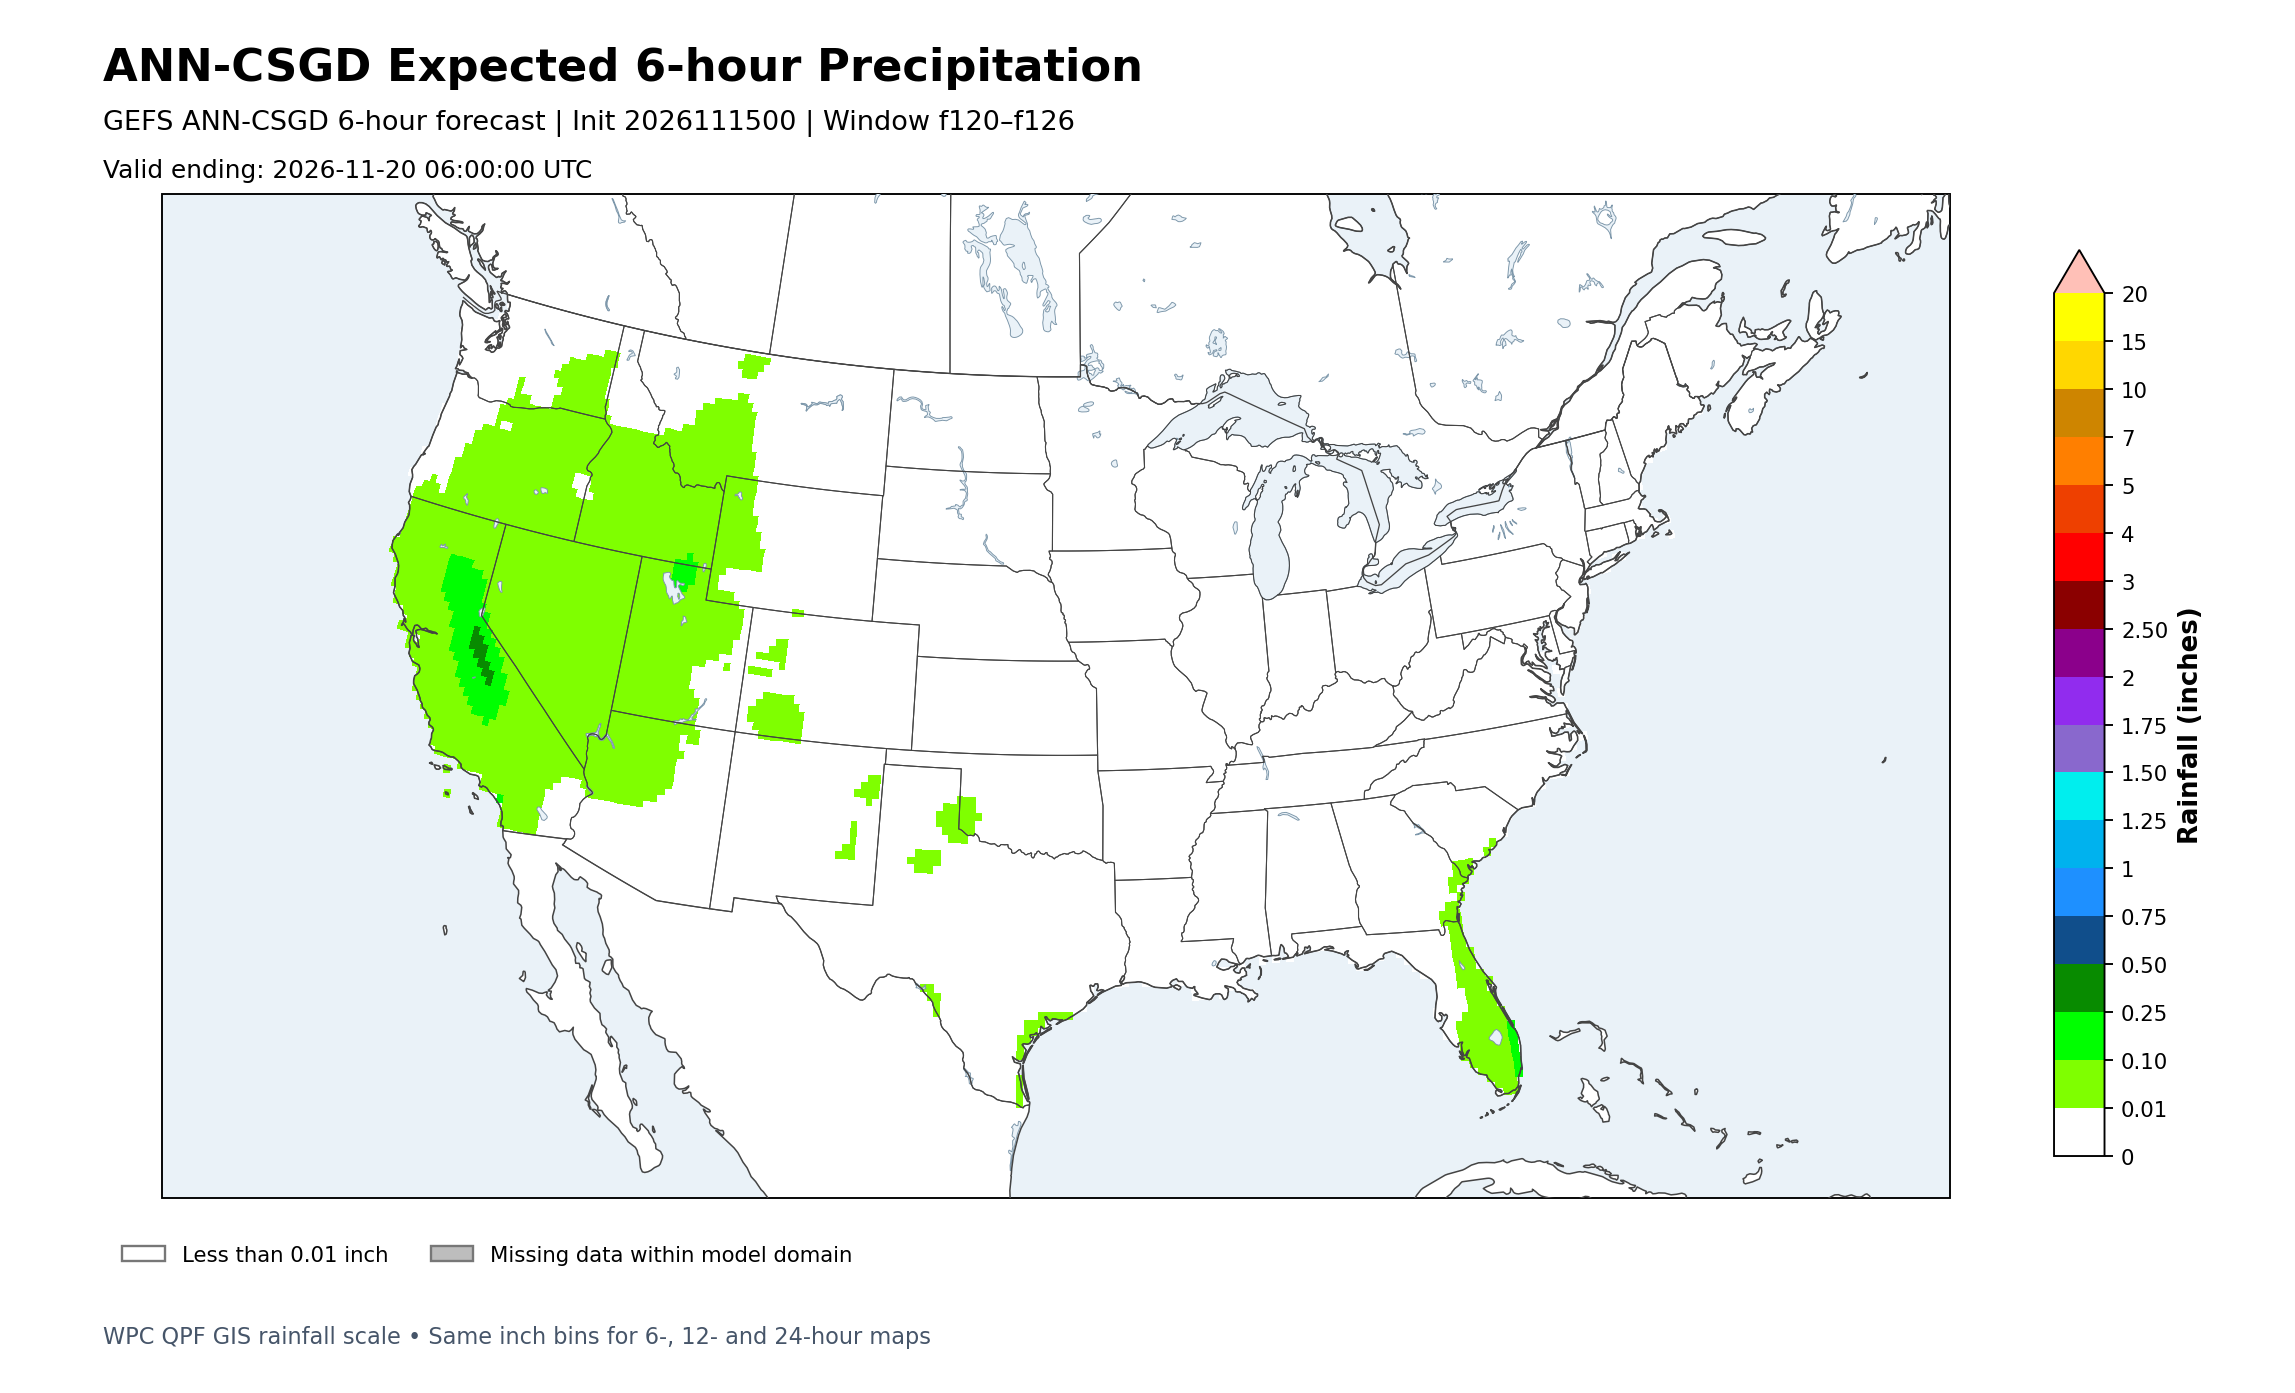 ANN-CSGD Expected 6-hour Precipitation
GEFS ANN-CSGD 6-hour forecast | Init 2026111500 | Window f120–f126
Valid ending: 2026-11-20 06:00:00 UTC
20
15
10
7
5
4
3
2.50
2
1.75
1.50
1.25
1
0.75
0.50
0.25
0.10
0.01
0
Rainfall (inches)
Less than 0.01 inch
Missing data within model domain
WPC QPF GIS rainfall scale • Same inch bins for 6-, 12- and 24-hour maps